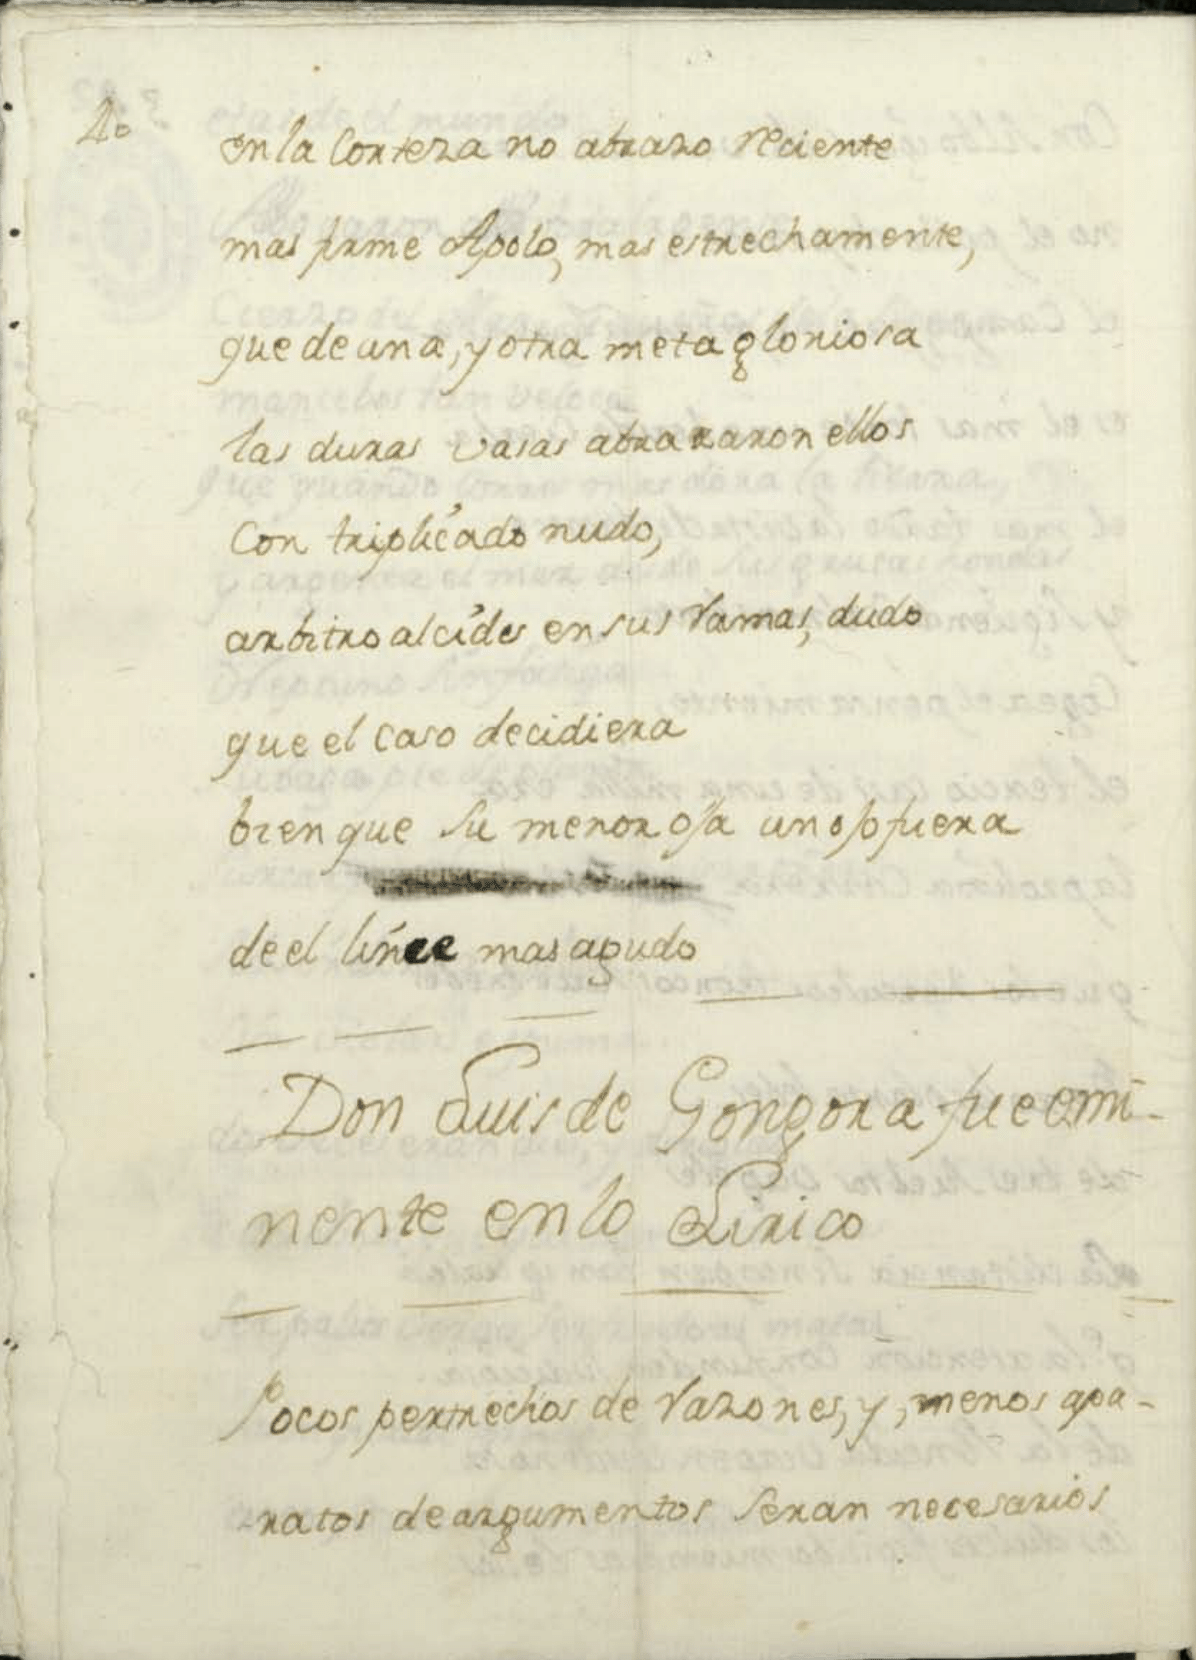 40
en la Corteza no abrazo reciente
mas firme Apolo, mas estrechamente,
que de una, y otra meta gloriosa
las duras vasas abrazaron ellos
Con triplicado nudo,
arbitro alcides en sus Ramas, dudo
que el caso decidiera
bien que su menor oja un ojo fuera
de el lince mas agudo
Don Luis de Gongora fue emi-
nente en lo Lirico
Pocos pertrechos de Razones, y, menos apa-
-ratos de argumentos seran necesarios